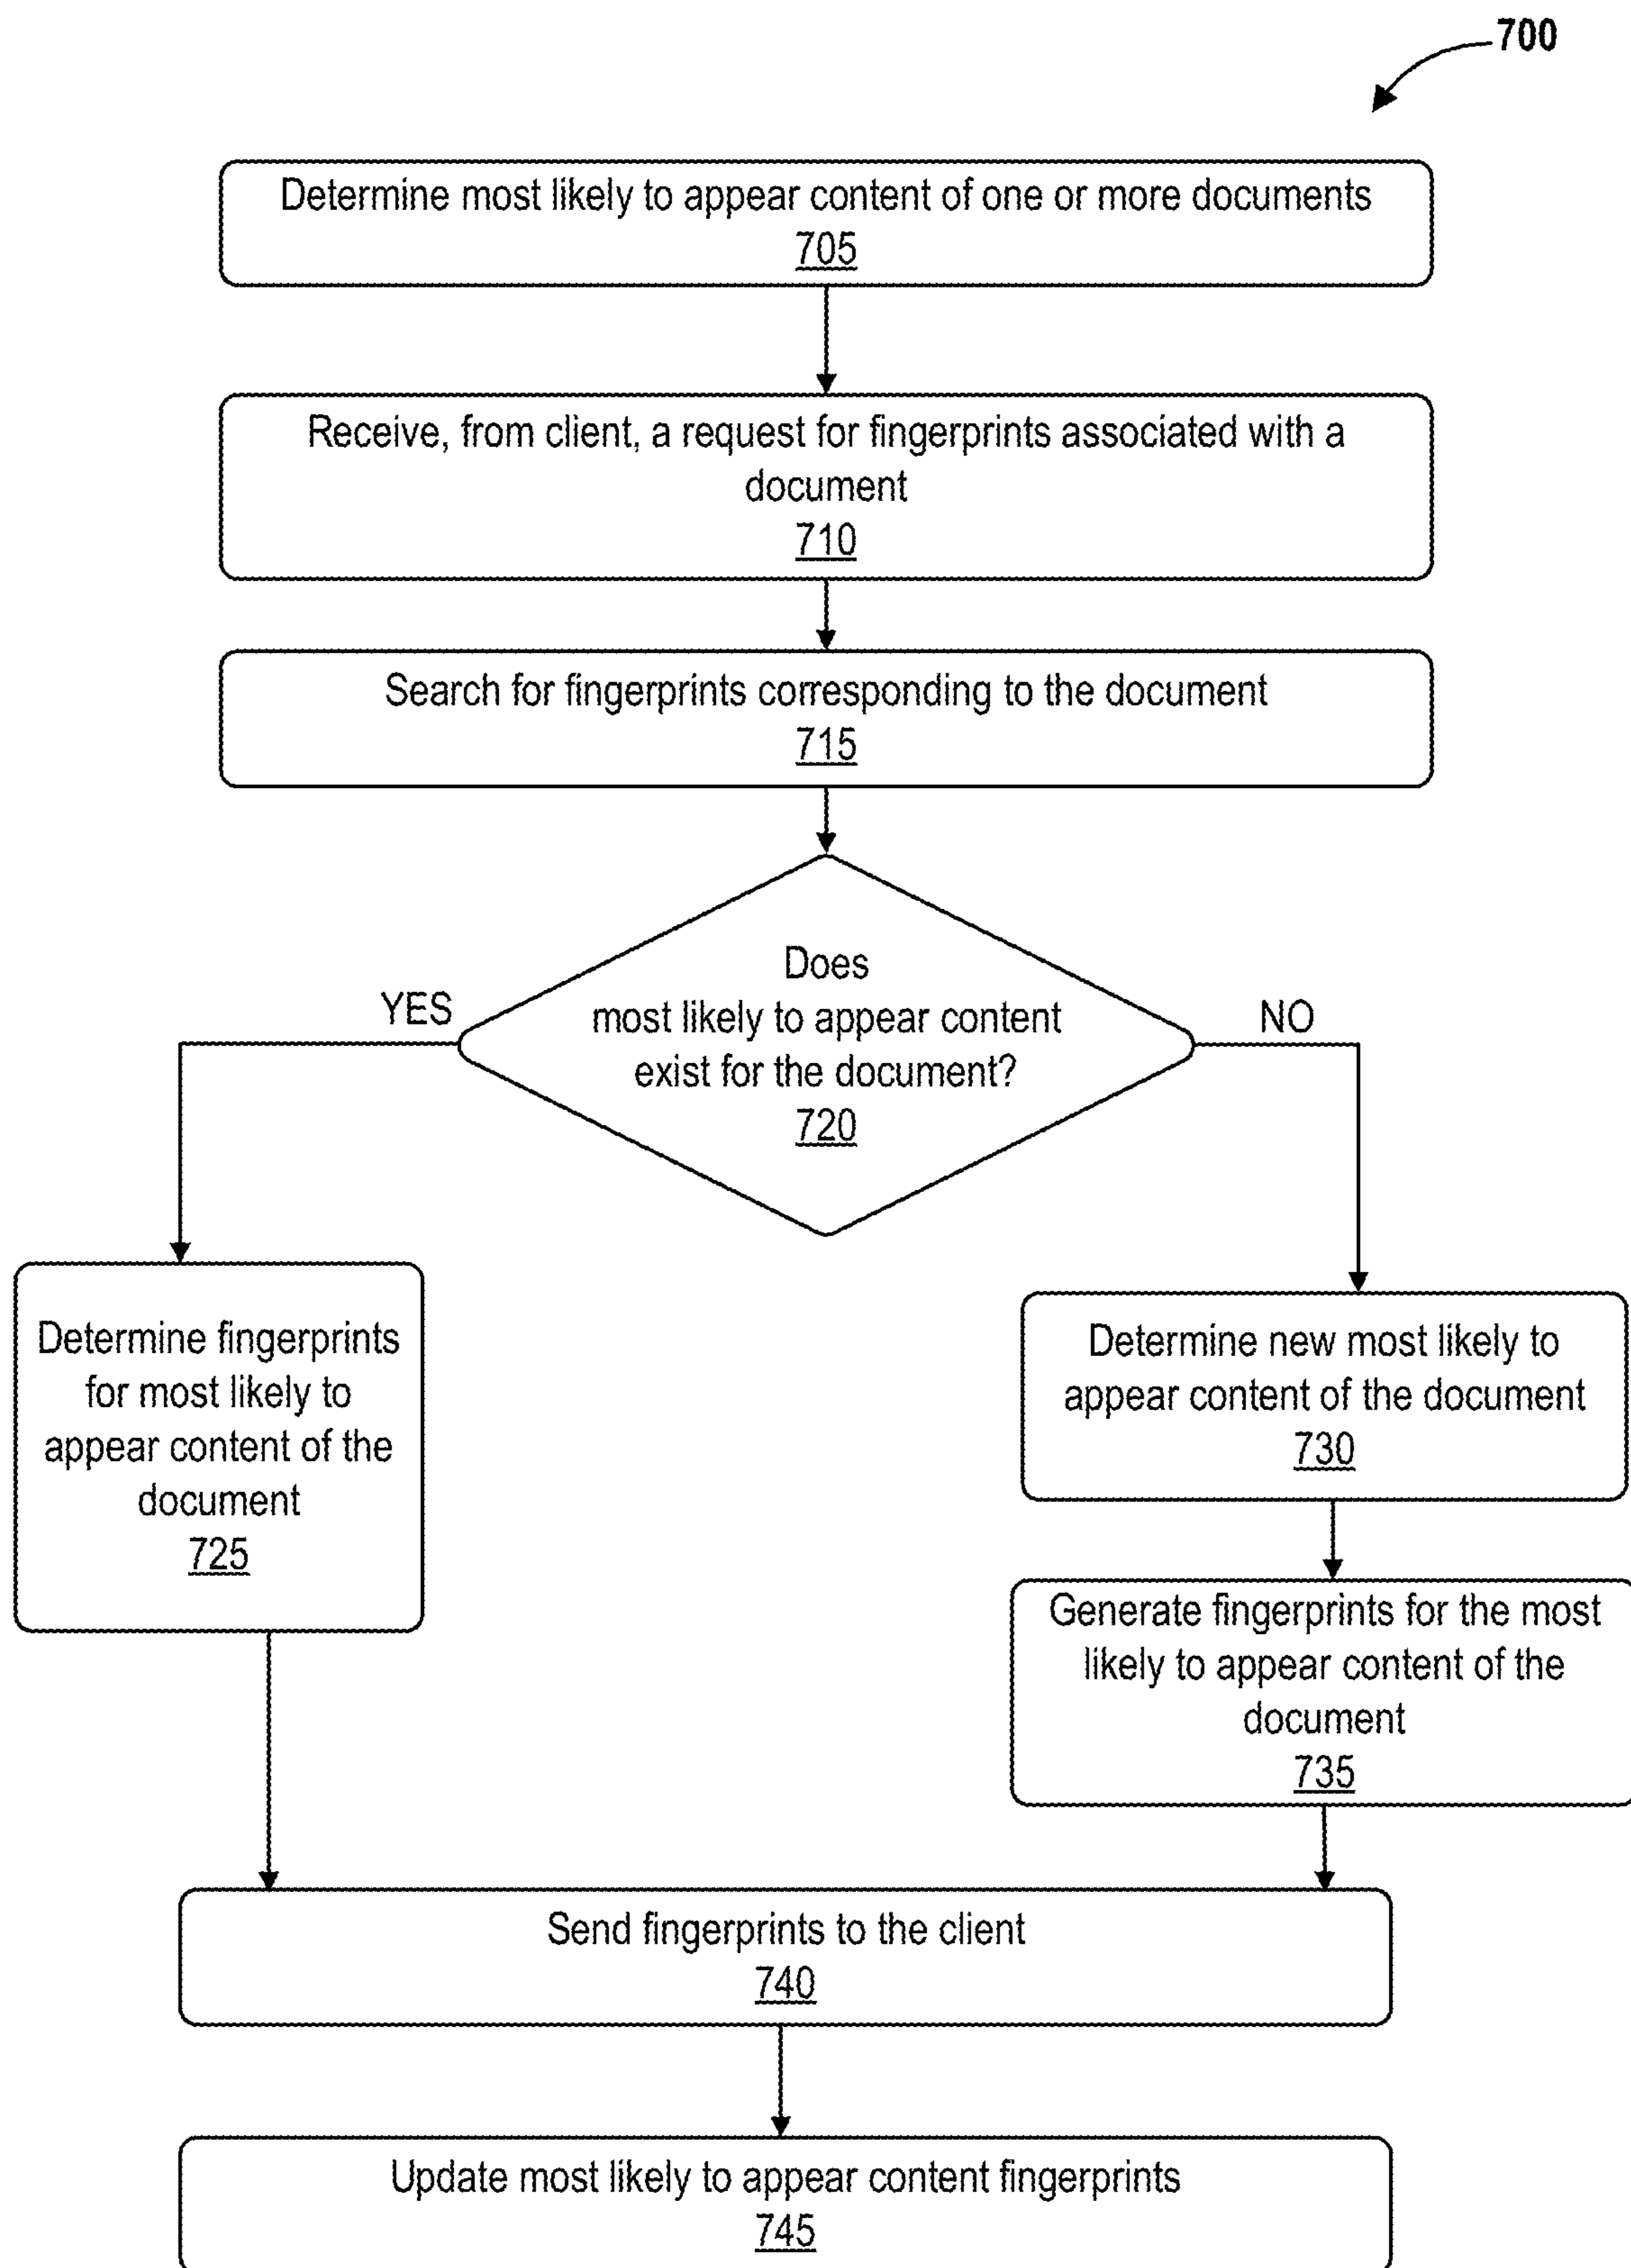 700
Determine most likely to appear content of one or more documents
705
Receive, from client, a request for fingerprints associated with a
document
710
Search for fingerprints corresponding to the document
715
Does
most likely to appear content
exist for the document?
720
YES
NO
Determine fingerprints
for most likely to
appear content of the
document
725
Determine new most likely to
appear content of the document
730
Generate fingerprints for the most
likely to appear content of the
document
735
Send fingerprints to the client
740
Update most likely to appear content fingerprints
745